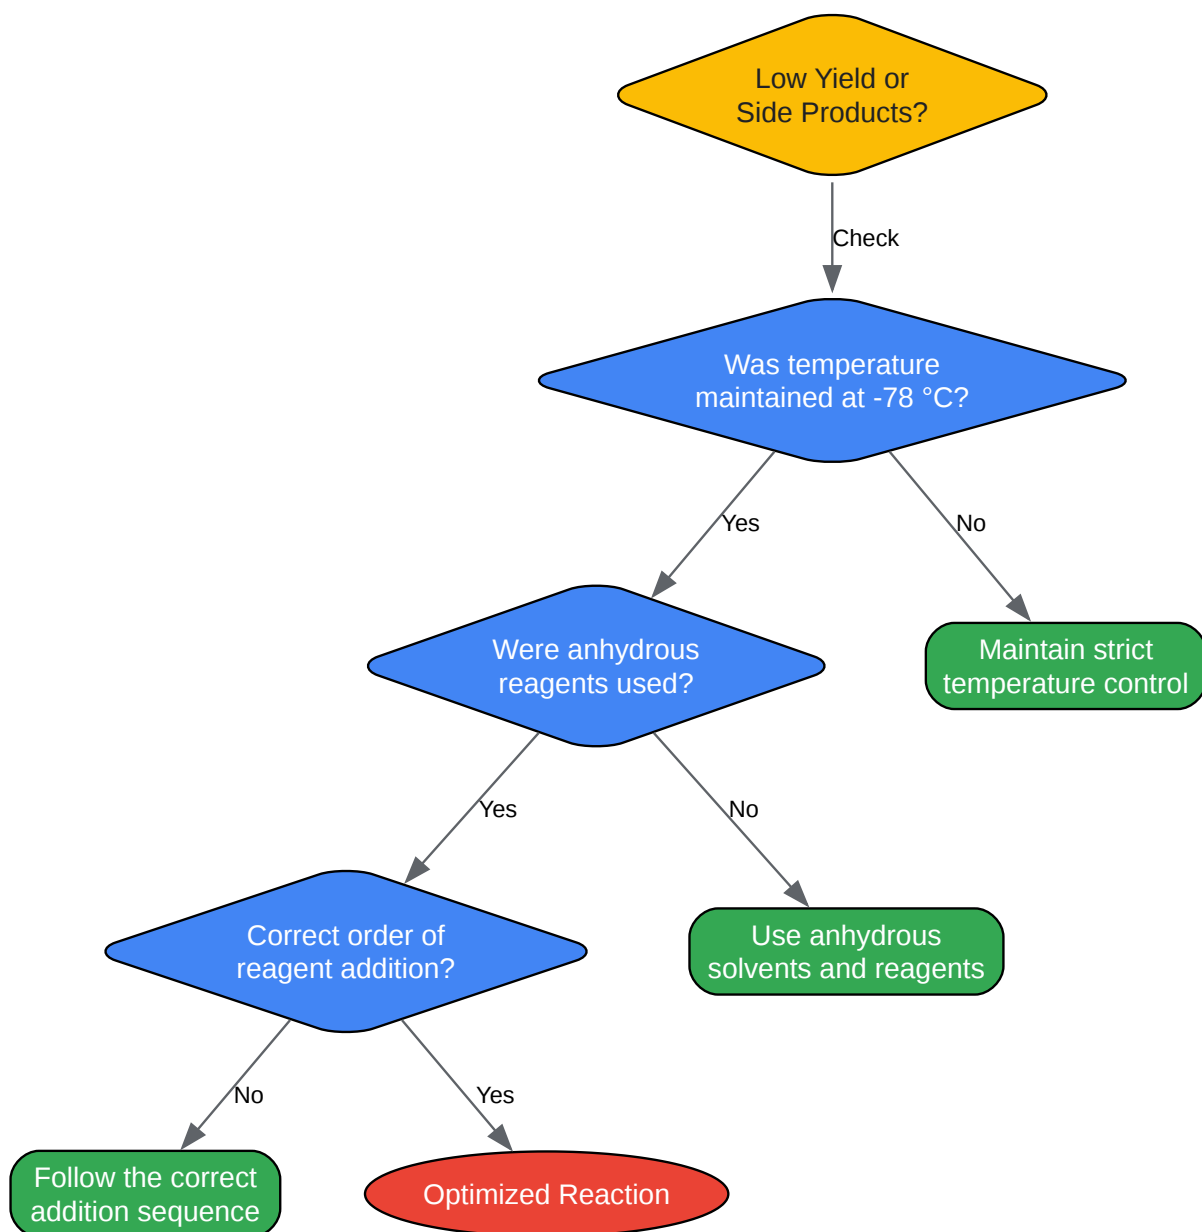 Low Yield or
Side Products?
Check
Was temperature
maintained at -78 °C?
Yes
No
Were anhydrous
reagents used?
Maintain strict
temperature control
Yes
No
Correct order of
reagent addition?
Use anhydrous
solvents and reagents
No
Yes
Follow the correct
addition sequence
Optimized Reaction